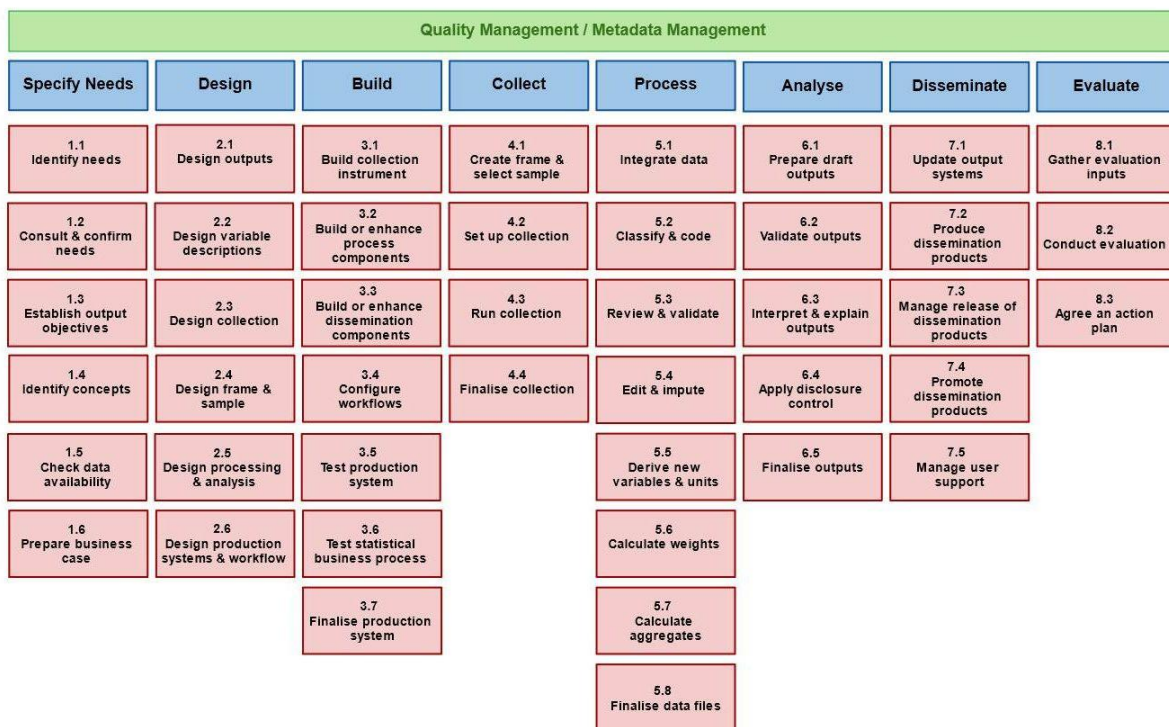 Quality Management / Metadata Management
Specify Needs
Design
Build
Collect
Process
Analyse
Disseminate
Evaluate
1.1
Identify needs
2.1
Design outputs
3.1
Build collection
instrument
4.1
Create frame &
select sample
5.1
Integrate data
6.1
Prepare draft
outputs
7.1
Update output
systems
8.1
Gather evaluation
inputs
1.2
Consult & confirm
needs
2.2
Design variable
descriptions
3.2
Build or enhance
process
components
4.2
Set up collection
5.2
Classify & code
6.2
Validate outputs
7.2
Produce
dissemination
products
8.2
Conduct evaluation
1.3
Establish output
objectives
2.3
Design collection
3.3
Build or enhance
dissemination
components
4.3
Run collection
5.3
Review & validate
6.3
Interpret & explain
outputs
7.3
Manage release of
dissemination
products
8.3
Agree an action
plan
1.4
Identify concepts
2.4
Design frame &
sample
3.4
Configure
workflows
4.4
Finalise collection
5.4
Edit & impute
6.4
Apply disclosure
control
7.4
Promote
dissemination
products
1.5
Check data
availability
2.5
Design processing
& analysis
3.5
Test production
system
5.5
Derive new
variables & units
6.5
Finalise outputs
7.5
Manage user
support
1.6
Prepare business
case
2.6
Design production
systems & workflow
3.6
Test statistical
business process
5.6
Calculate weights
3.7
Finalise production
system
5.7
Calculate
aggregates
5.8
Finalise data files